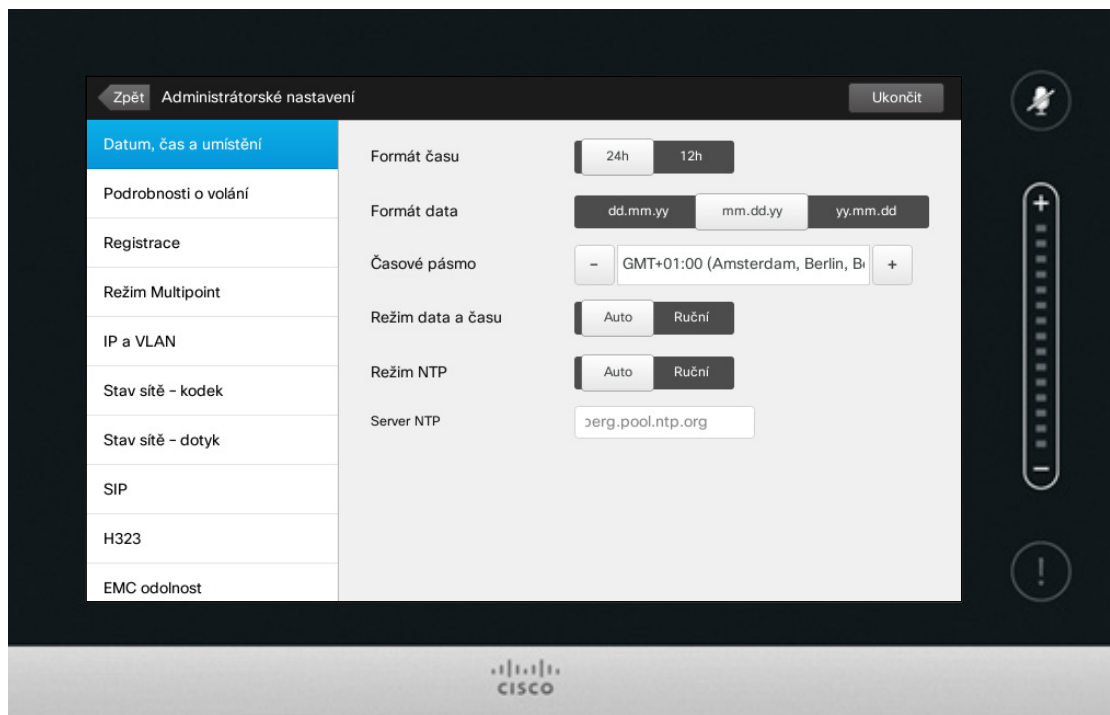 Zpět Administrátorské nastavení Ukončit
Datum, čas a umístění
Podrobnosti o volání
Registrace
Režim Multipoint
IP a VLAN
Stav sítě – kodek
Stav sítě – dotyk
SIP
H323
EMC odolnost
Formát času 24h 12h
Formát data dd.mm.yy mm.dd.yy yy.mm.dd
Časové pásmo – GMT+01:00 (Amsterdam, Berlin, +
Režim data a času Auto Ruční
Režim NTP Auto Ruční
Server NTP berg.pool.ntp.org
+
–
!
CISCO